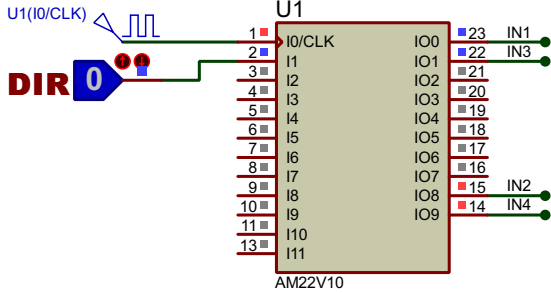 U1(I0/CLK)
U1
DIR 0
1 I0/CLK IO0 23 IN1
2 I1 IO1 22 IN3
3 I2 IO2 21
4 I3 IO3 20
5 I4 IO4 19
6 I5 IO5 18
7 I6 IO6 17
8 I7 IO7 16
9 I8 IO8 15 IN2
10 I9 IO9 14 IN4
11 I10
13 I11
AM22V10